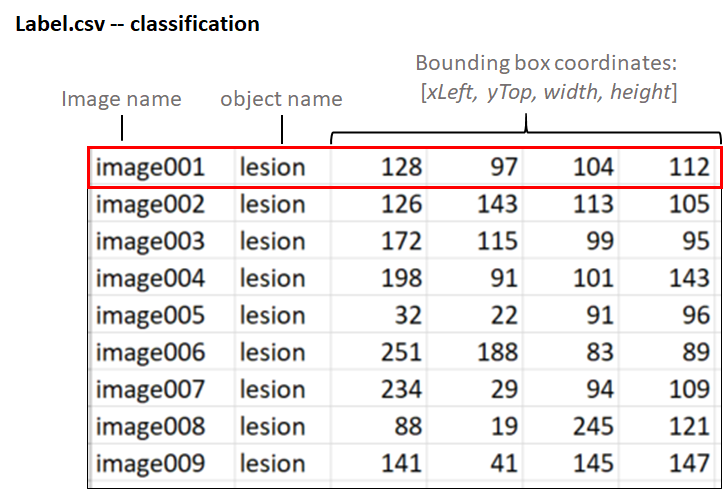 Label.csv -- classification
Bounding box coordinates:
[xLeft, yTop, width, height]
Image name object name
image001 lesion 128 97 104 112
image002 lesion 126 143 113 105
image003 lesion 172 115 99 95
image004 lesion 198 91 101 143
image005 lesion 32 22 91 96
image006 lesion 251 188 83 89
image007 lesion 234 29 94 109
image008 lesion 88 19 245 121
image009 lesion 141 41 145 147